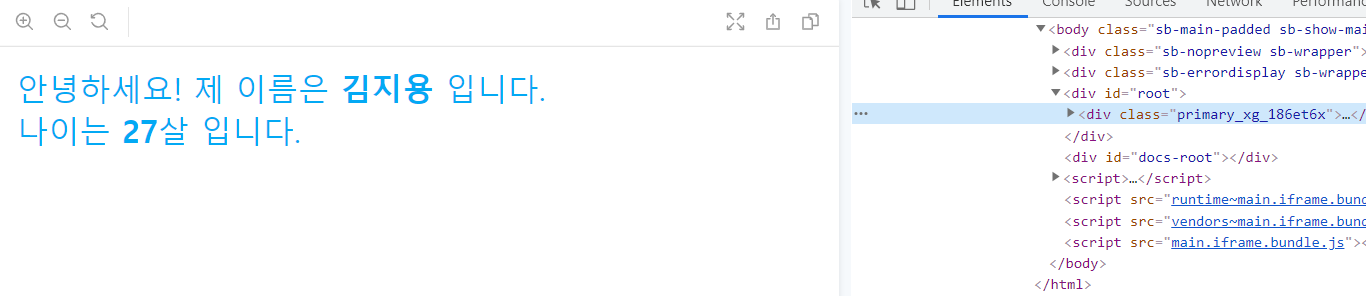 안녕하세요! 제 이름은 김지용 입니다.
나이는 27살 입니다.
Elements Console Sources Network Performanc
<body class="sb-main-padded sb-show-mai
<div class="sb-nopreview sb-wrapper">
<div class="sb-errordisplay sb-wrappe
<div id="root">
<div class="primary_xg_186et6x">…</
</div>
<div id="docs-root"></div>
<script>…</script>
<script src="runtime~main.iframe.bund
<script src="vendors~main.iframe.bund
<script src="main.iframe.bundle.js"><
</body>
</html>